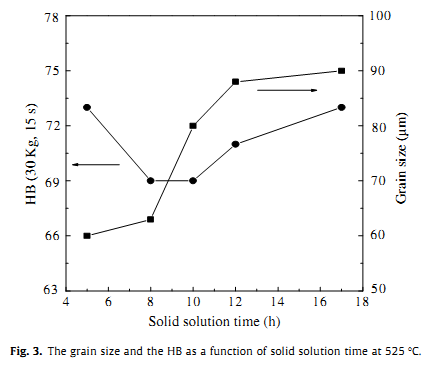 78
75
72
69
66
63
HB (30 Kg, 15 s)
100
90
80
70
60
50
Grain size (μm)
4 6 8 10 12 14 16 18
Solid solution time (h)
Fig. 3. The grain size and the HB as a function of solid solution time at 525 °C.